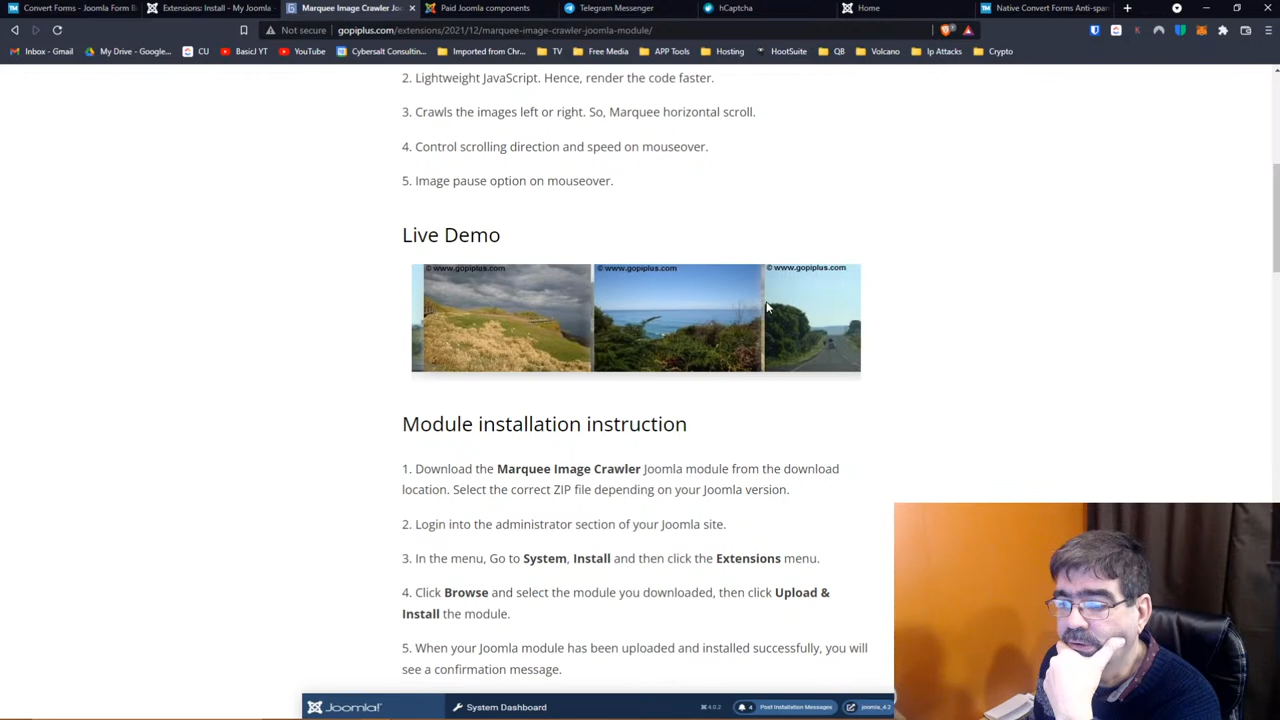 Convert Forms - Joomla Form B
Extensions: Install - My Joomla
Marquee Image Crawler Joo
Paid Joomla components
Telegram Messenger
hCaptcha
Home
Native Convert Forms Anti-spam
Not secure gopiplus.com/extensions/2021/12/marquee-image-crawler-joomla-module/
Inbox - Gmail
My Drive - Google...
CU
BasicJ YT
YouTube
Cybersalt Consulting...
Imported from Chr...
TV
Free Media
APP Tools
Hosting
HootSuite
QB
Volcano
Ip Attacks
Crypto
2. Lightweight JavaScript. Hence, render the code faster.
3. Crawls the images left or right. So, Marquee horizontal scroll.
4. Control scrolling direction and speed on mouseover.
5. Image pause option on mouseover.
Live Demo
© www.gopiplus.com
© www.gopiplus.com
© www.gopiplus.com
Module installation instruction
1. Download the Marquee Image Crawler Joomla module from the download
location. Select the correct ZIP file depending on your Joomla version.
2. Login into the administrator section of your Joomla site.
3. In the menu, Go to System, Install and then click the Extensions menu.
4. Click Browse and select the module you downloaded, then click Upload &
Install the module.
5. When your Joomla module has been uploaded and installed successfully, you will
see a confirmation message.
Joomla!
System Dashboard
4.0.2
4 Post Installation Messages
joomla_4.2